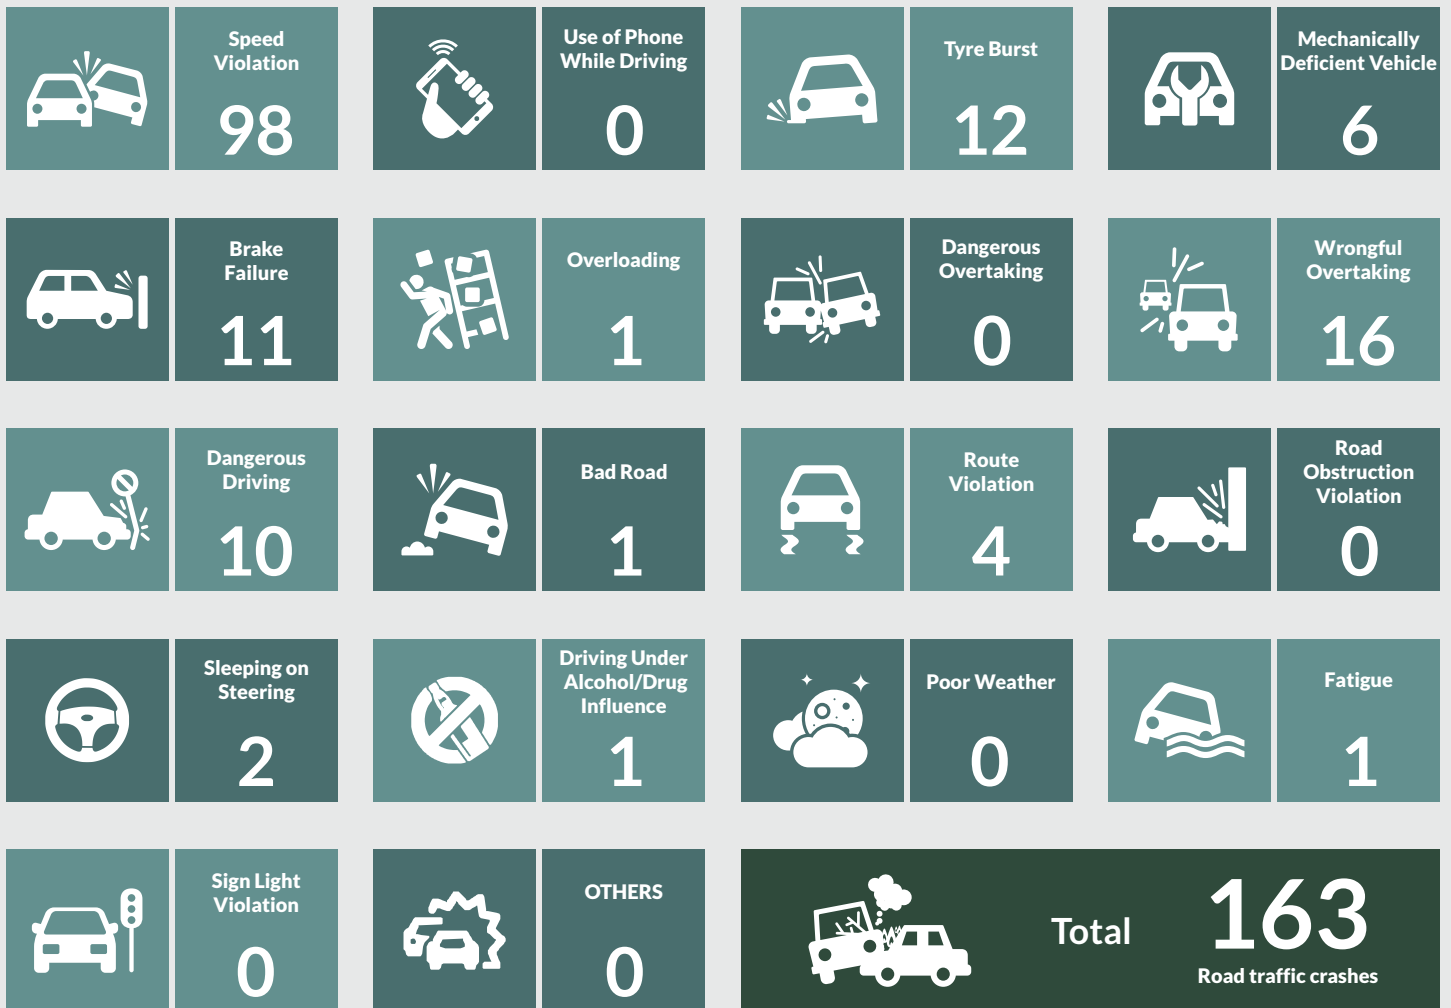 Speed
Violation
98
Use of Phone
While Driving
0
Tyre Burst
12
Mechanically
Deficient Vehicle
6
Brake
Failure
11
Overloading
1
Dangerous
Overtaking
0
Wrongful
Overtaking
16
Dangerous
Driving
10
Bad Road
1
Route
Violation
4
Road
Obstruction
Violation
0
Sleeping on
Steering
2
Driving Under
Alcohol/Drug
Influence
1
Poor Weather
0
Fatigue
1
Sign Light
Violation
0
OTHERS
0
Total
163
Road traffic crashes